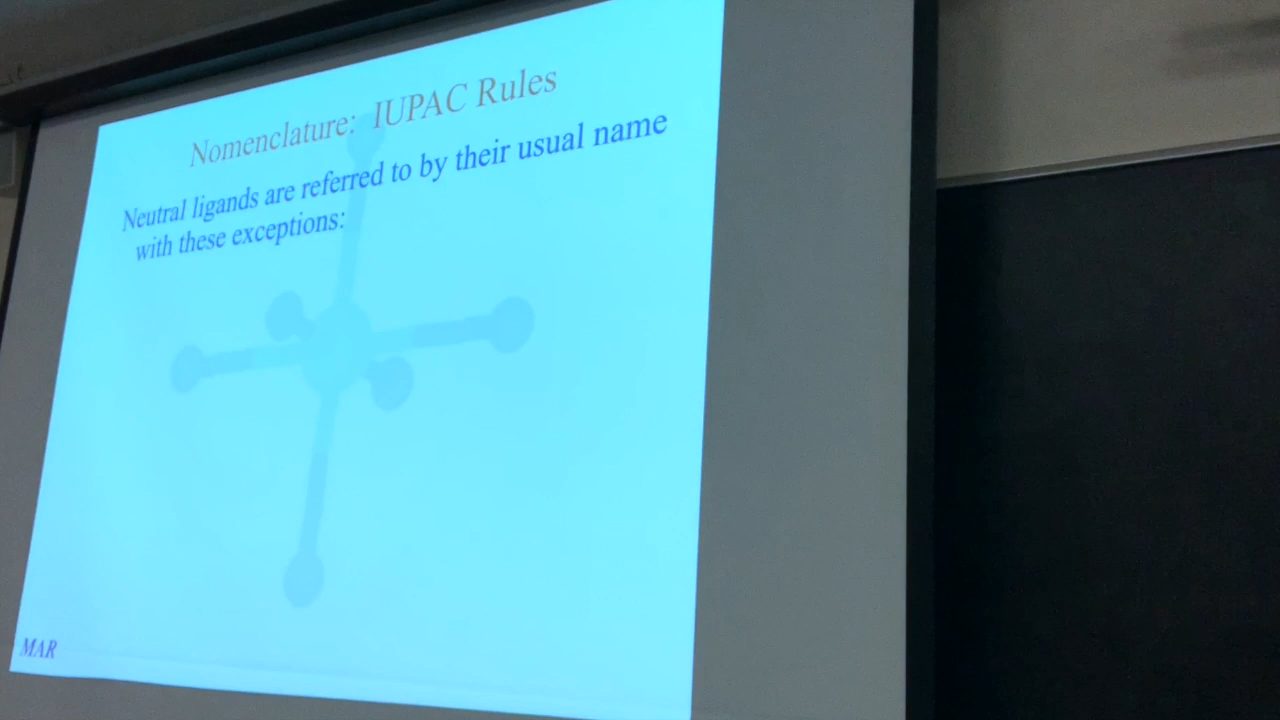 Nomenclature: IUPAC Rules
Neutral ligands are referred to by their usual name
with these exceptions:
MAR